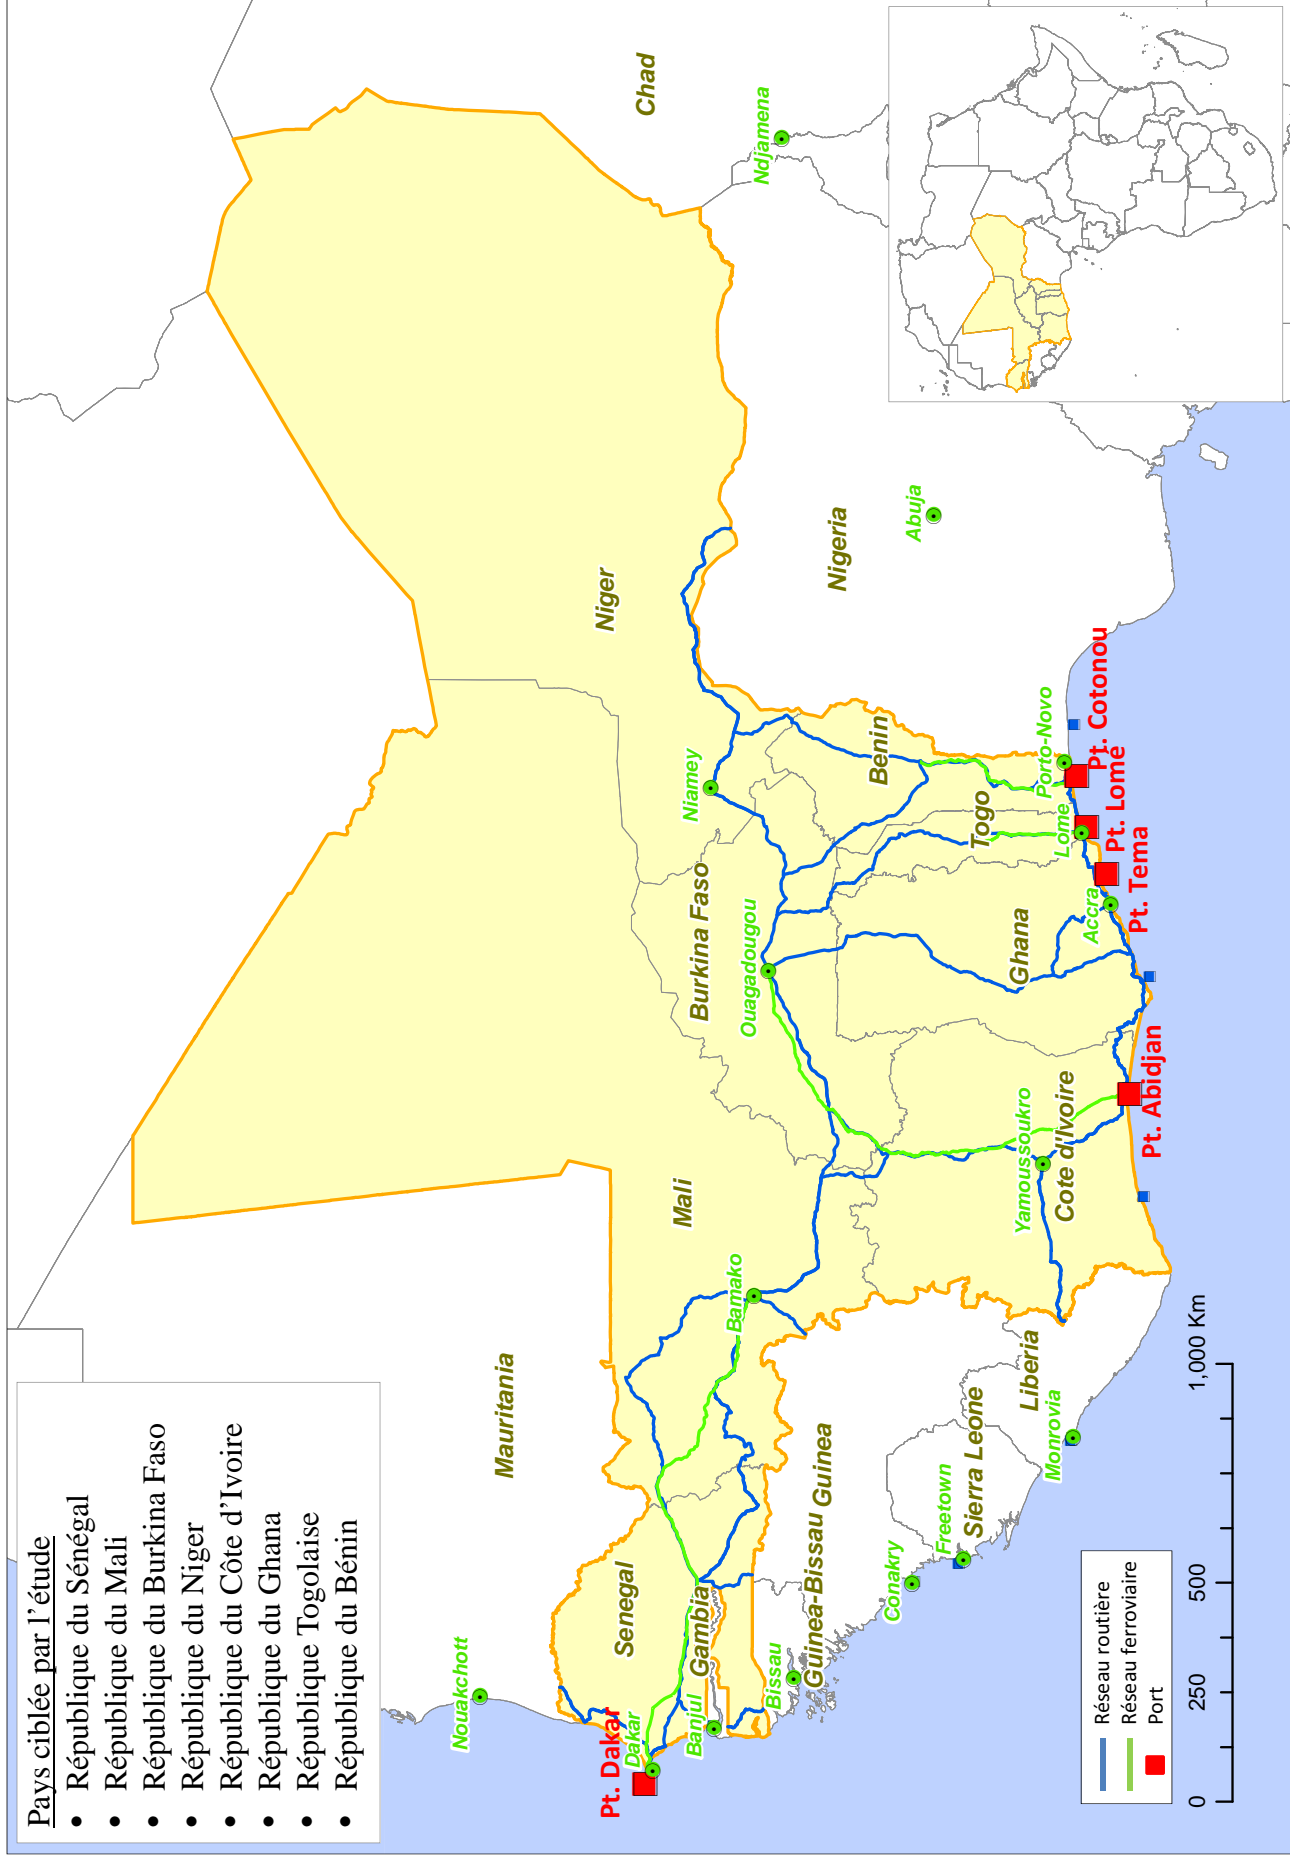 Pays ciblée par l'étude
• République du Sénégal
• République du Mali
• République du Burkina Faso
• République du Niger
• République du Côte d'Ivoire
• République du Ghana
• République Togolaise
• République du Bénin
Chad
Ndjamena
Niger
Nigeria
Abuja
Mali
Mauritania
Nouakchott
Niamey
Burkina Faso
Ouagadougou
Benin
Togo
Ghana
Porto-Novo
Lome
Accra
Pt. Cotonou
Pt. Lomé
Pt. Tema
Pt. Abidjan
Yamoussoukro
Cote d'Ivoire
Bamako
Senegal
Gambia
Pt. Dakar
Dakar
Banjul
Bissau
Guinea-Bissau
Guinea
Conakry
Freetown
Sierra Leone
Liberia
Monrovia
Réseau routière
Réseau ferroviaire
Port
0 250 500 1,000 Km